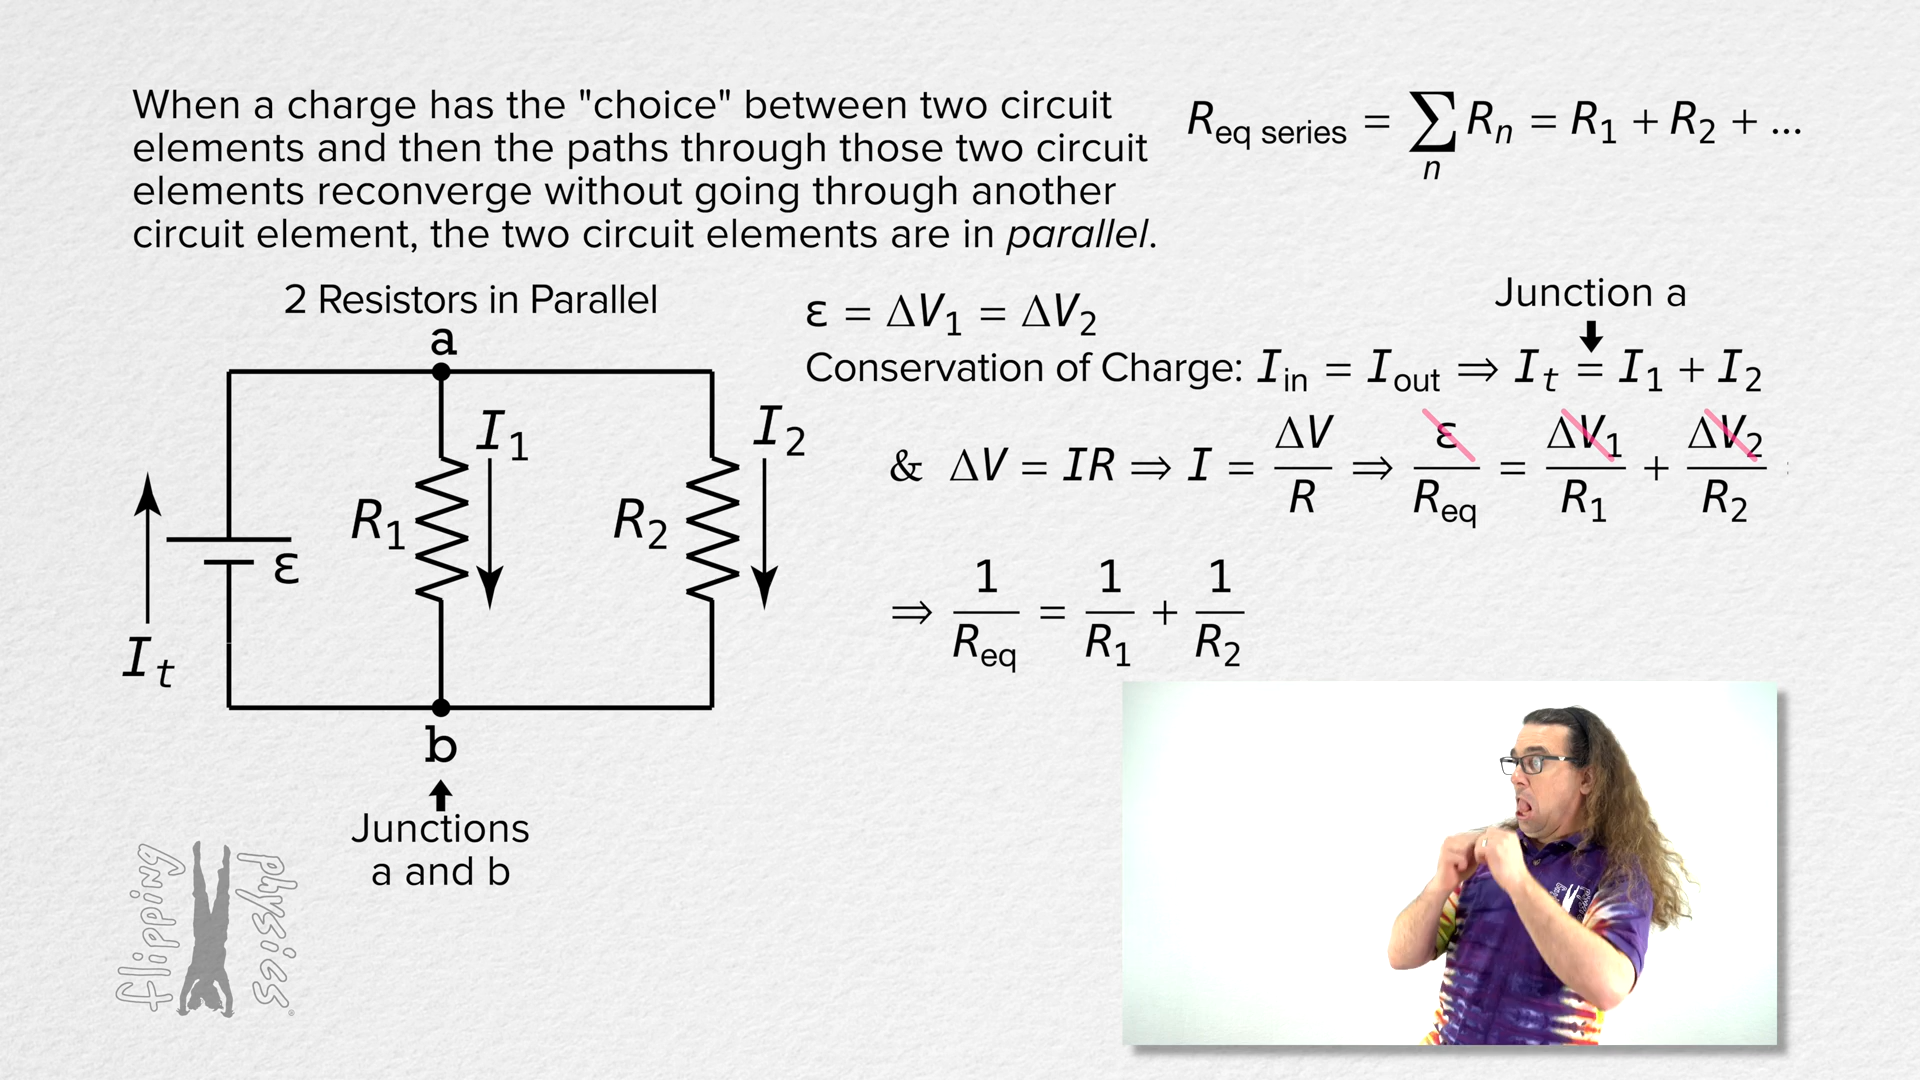 When a charge has the "choice" between two circuit
elements and then the paths through those two circuit
elements reconverge without going through another
circuit element, the two circuit elements are in parallel.
R_eq series = ∑_n R_n = R_1 + R_2 + ...
2 Resistors in Parallel
a
I_1
I_2
R_1
R_2
ε
I_t
b
Junctions
a and b
ε = ΔV_1 = ΔV_2
Junction a
Conservation of Charge: I_in = I_out ⇒ I_t = I_1 + I_2
& ΔV = IR ⇒ I = ΔV/R ⇒ ε/R_eq = ΔV_1/R_1 + ΔV_2/R_2
⇒ 1/R_eq = 1/R_1 + 1/R_2
flipping
physics